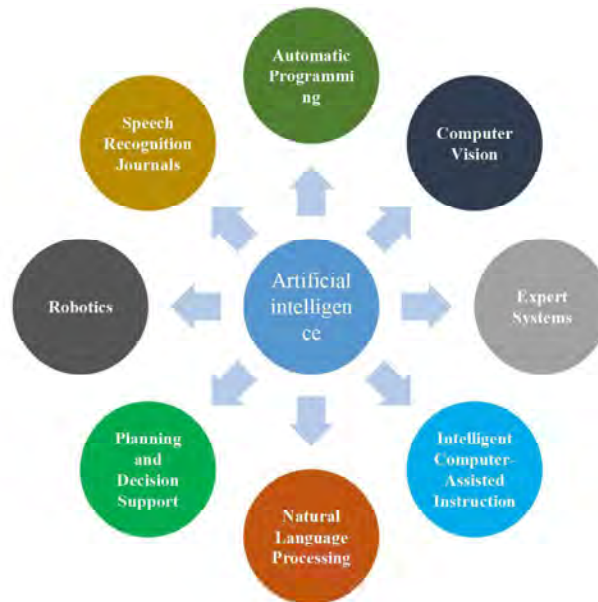 Automatic
Programmi
ng
Speech
Recognition
Journals
Computer
Vision
Robotics
Artificial
intelligen
ce
Expert
Systems
Planning
and
Decision
Support
Intelligent
Computer-
Assisted
Instruction
Natural
Language
Processing